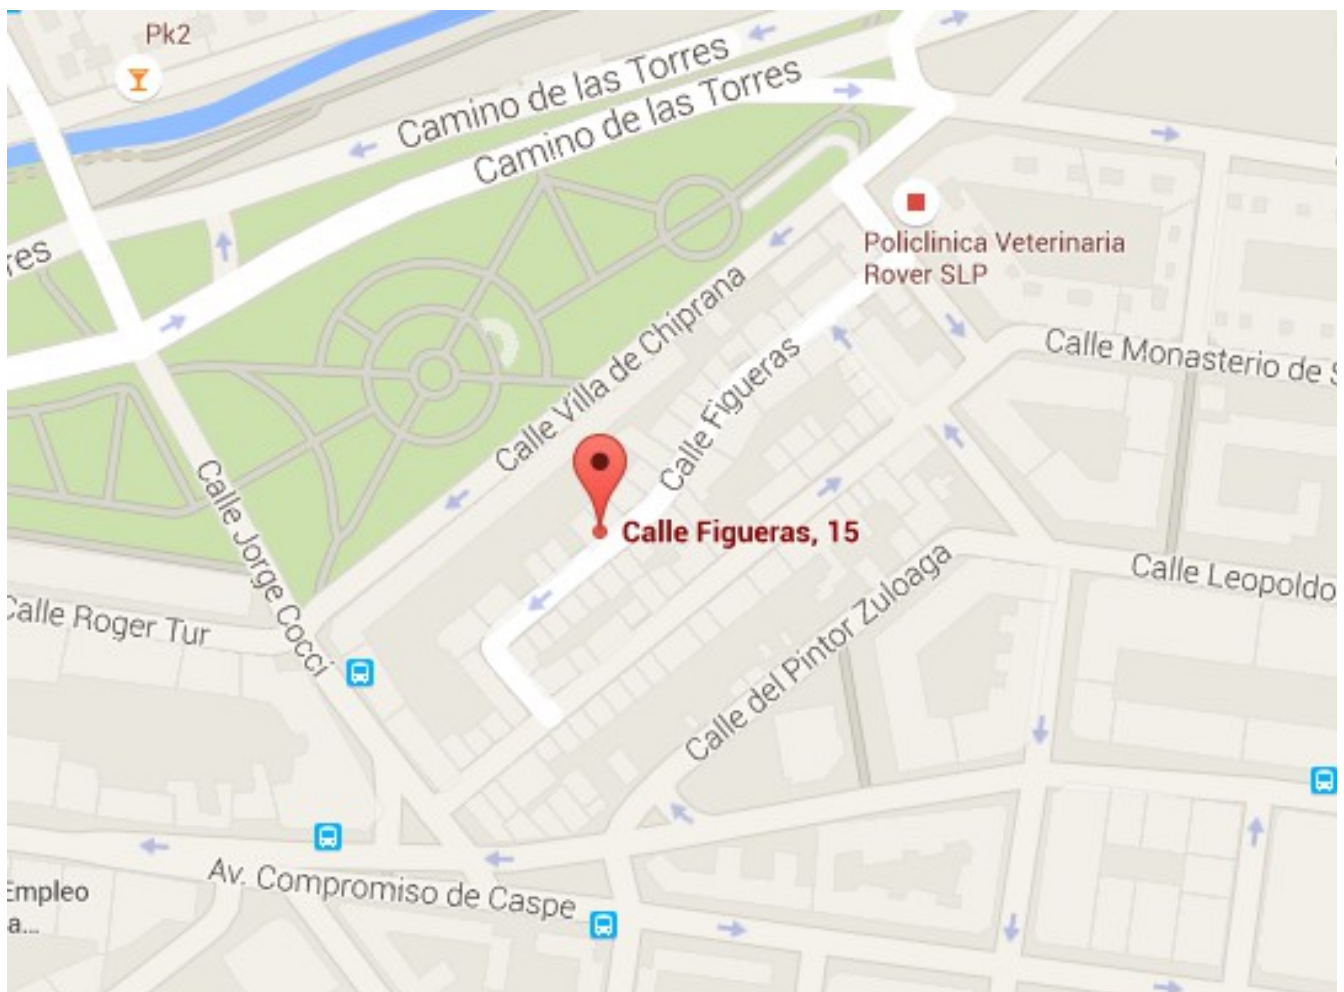 Pk2
Camino de las Torres
Camino de las Torres
res
Policlinica Veterinaria
Rover SLP
Calle Villa de Chiprana
Calle Monasterio de S
Calle Figueras
Calle Jorge Cocci
Calle Figueras, 15
Calle Leopoldo
Calle Roger Tur
Calle del Pintor Zuloaga
Av. Compromiso de Caspe
Empleo
a...